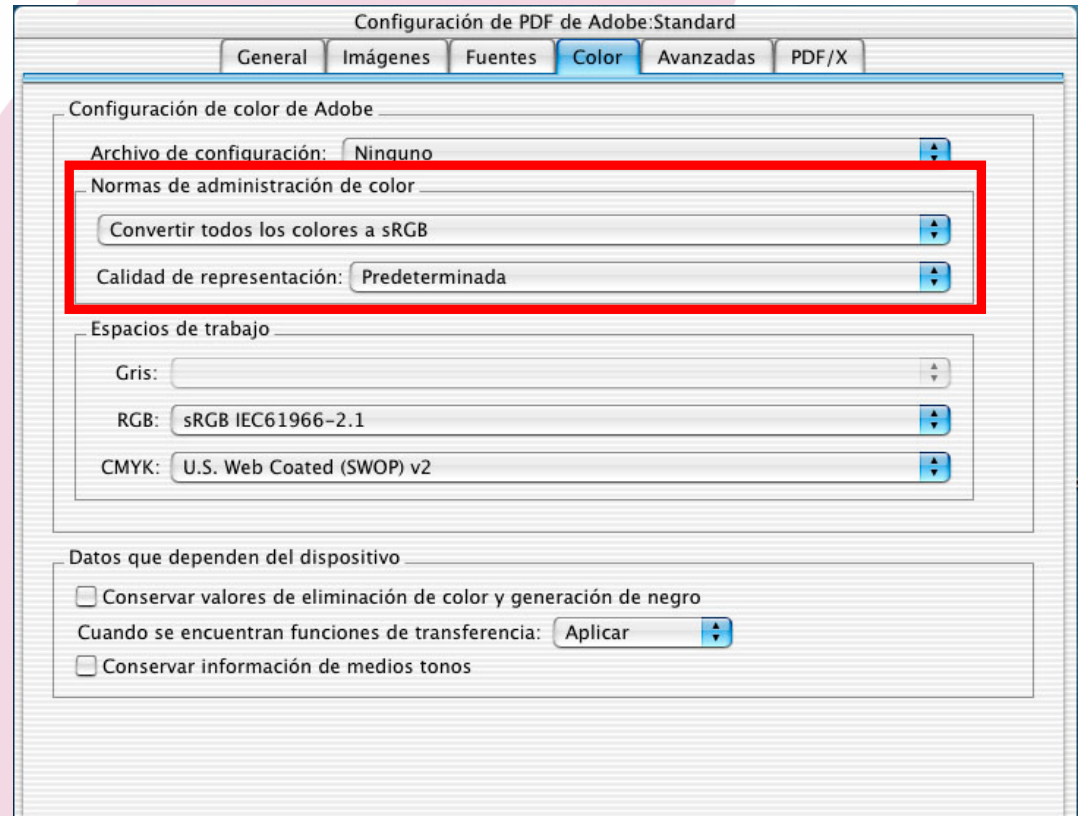 Configuración de PDF de Adobe:Standard
General Imágenes Fuentes Color Avanzadas PDF/X
Configuración de color de Adobe
Archivo de configuración: Ninguno
Normas de administración de color
Convertir todos los colores a sRGB
Calidad de representación: Predeterminada
Espacios de trabajo
Gris:
RGB: sRGB IEC61966-2.1
CMYK: U.S. Web Coated (SWOP) v2
Datos que dependen del dispositivo
Conservar valores de eliminación de color y generación de negro
Cuando se encuentran funciones de transferencia: Aplicar
Conservar información de medios tonos